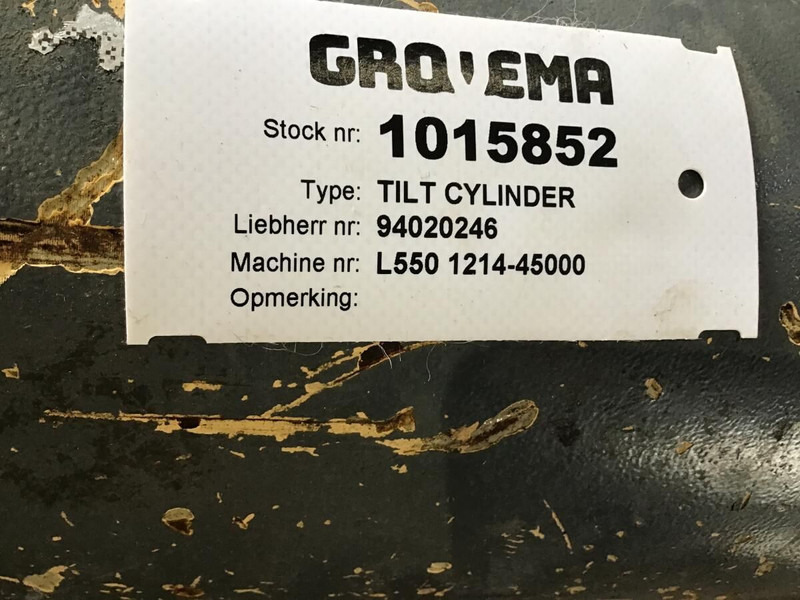 GROVEMA
Stock nr: 1015852
Type: TILT CYLINDER
Liebherr nr: 94020246
Machine nr: L550 1214-45000
Opmerking: